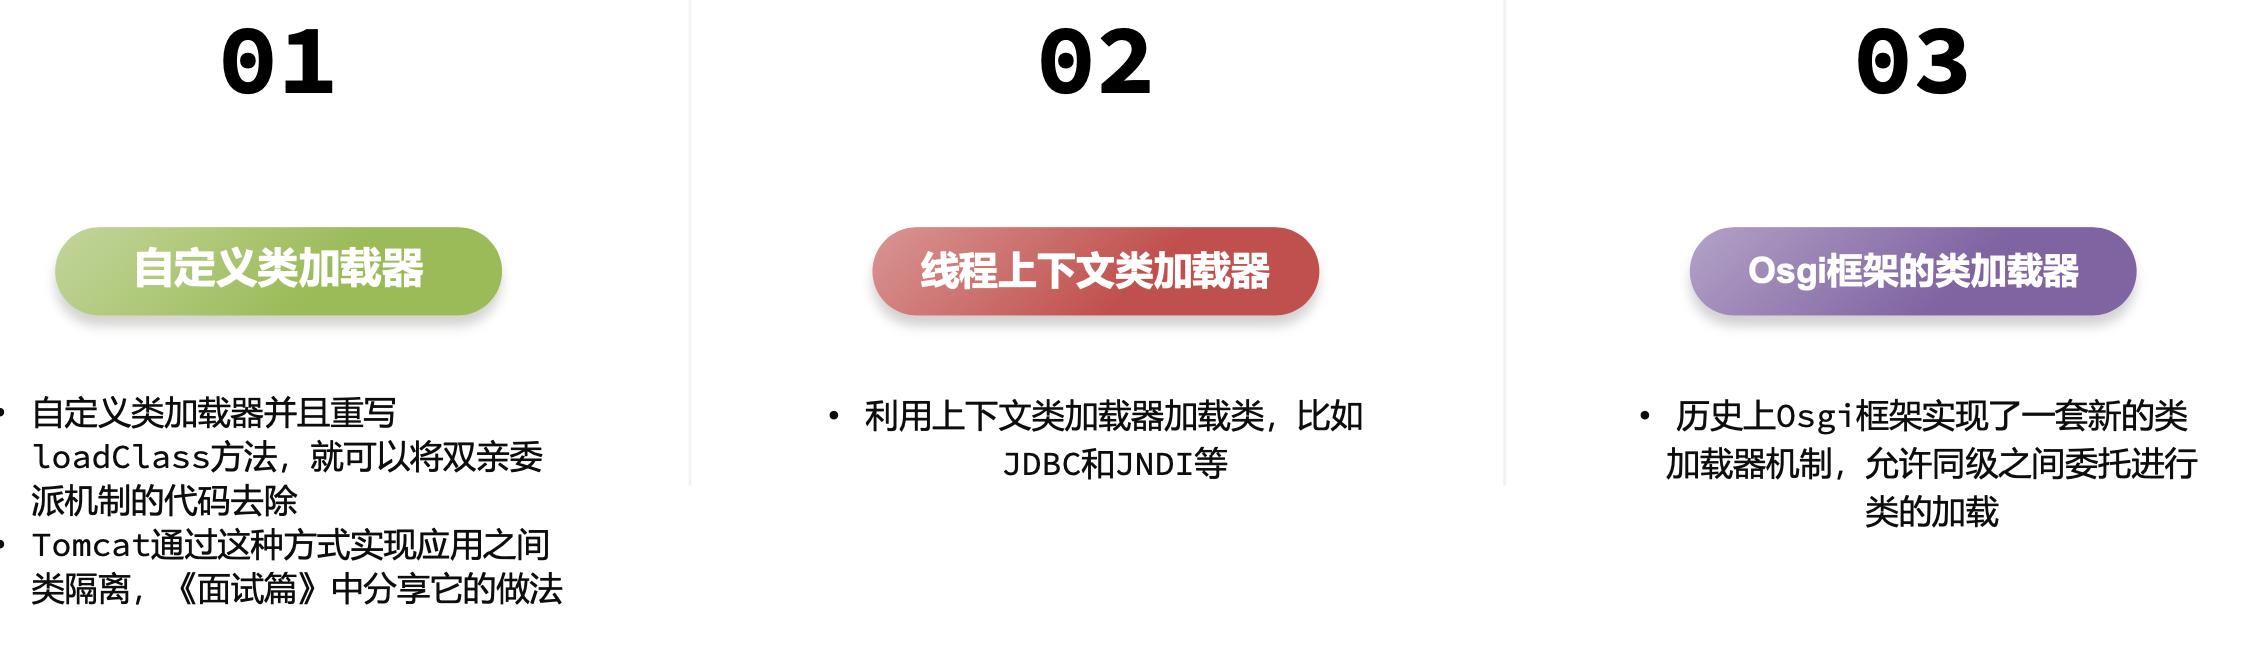 01
自定义类加载器
• 自定义类加载器并且重写
loadClass方法，就可以将双亲委
派机制的代码去除
• Tomcat通过这种方式实现应用之间
类隔离，《面试篇》中分享它的做法
02
线程上下文类加载器
• 利用上下文类加载器加载类，比如
JDBC和JNDI等
03
Osgi框架的类加载器
• 历史上Osgi框架实现了一套新的类
加载器机制，允许同级之间委托进行
类的加载